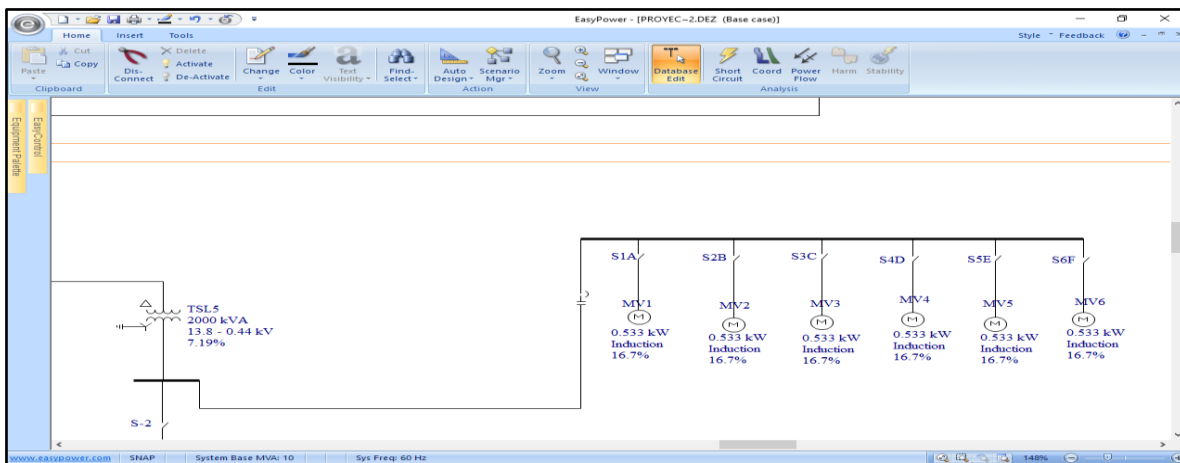 EasyPower - [PROYEC~2.DEZ (Base case)]
Home Insert Tools Style Feedback
Paste
Cut
Copy
Clipboard
Dis-Connect
Delete
Activate
De-Activate
Change
Color
Text Visibility
Edit
Find-Select
Auto Design
Scenario Mgr
Action
Zoom
Window
View
Database Edit
Short Circuit
Coord
Power Flow
Harm
Stability
Analysis
Equipment Palette
EasyControl
TSL5
2000 kVA
13.8 - 0.44 kV
7.19%
S-2
S1A S2B S3C S4D S5E S6F
MV1
M
0.533 kW
Induction
16.7%
MV2
M
0.533 kW
Induction
16.7%
MV3
M
0.533 kW
Induction
16.7%
MV4
M
0.533 kW
Induction
16.7%
MV5
M
0.533 kW
Induction
16.7%
MV6
M
0.533 kW
Induction
16.7%
www.easypower.com SNAP System Base MVA: 10 Sys Freq: 60 Hz 148%